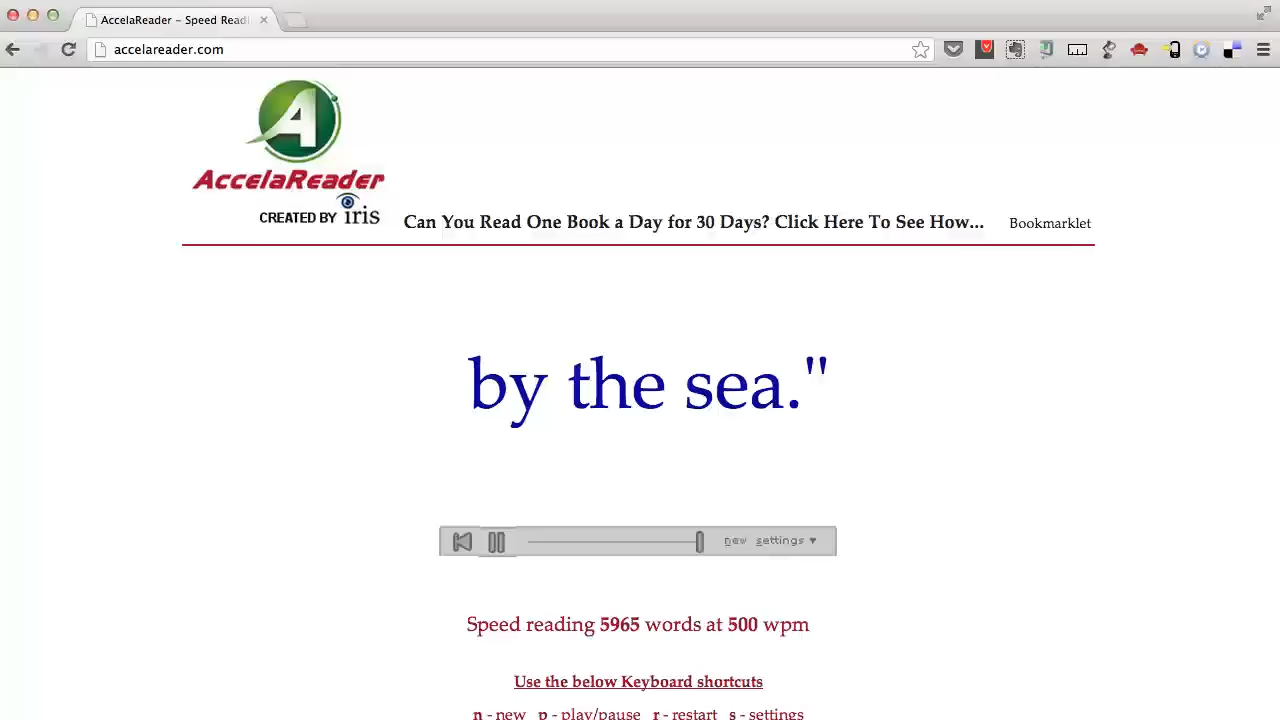 AccelaReader – Speed Readi
accelareader.com
A
AccelaReader
CREATED BY iris
Can You Read One Book a Day for 30 Days? Click Here To See How...
Bookmarklet
by the sea."
new settings ▼
Speed reading 5965 words at 500 wpm
Use the below Keyboard shortcuts
n - new p - play/pause r - restart s - settings